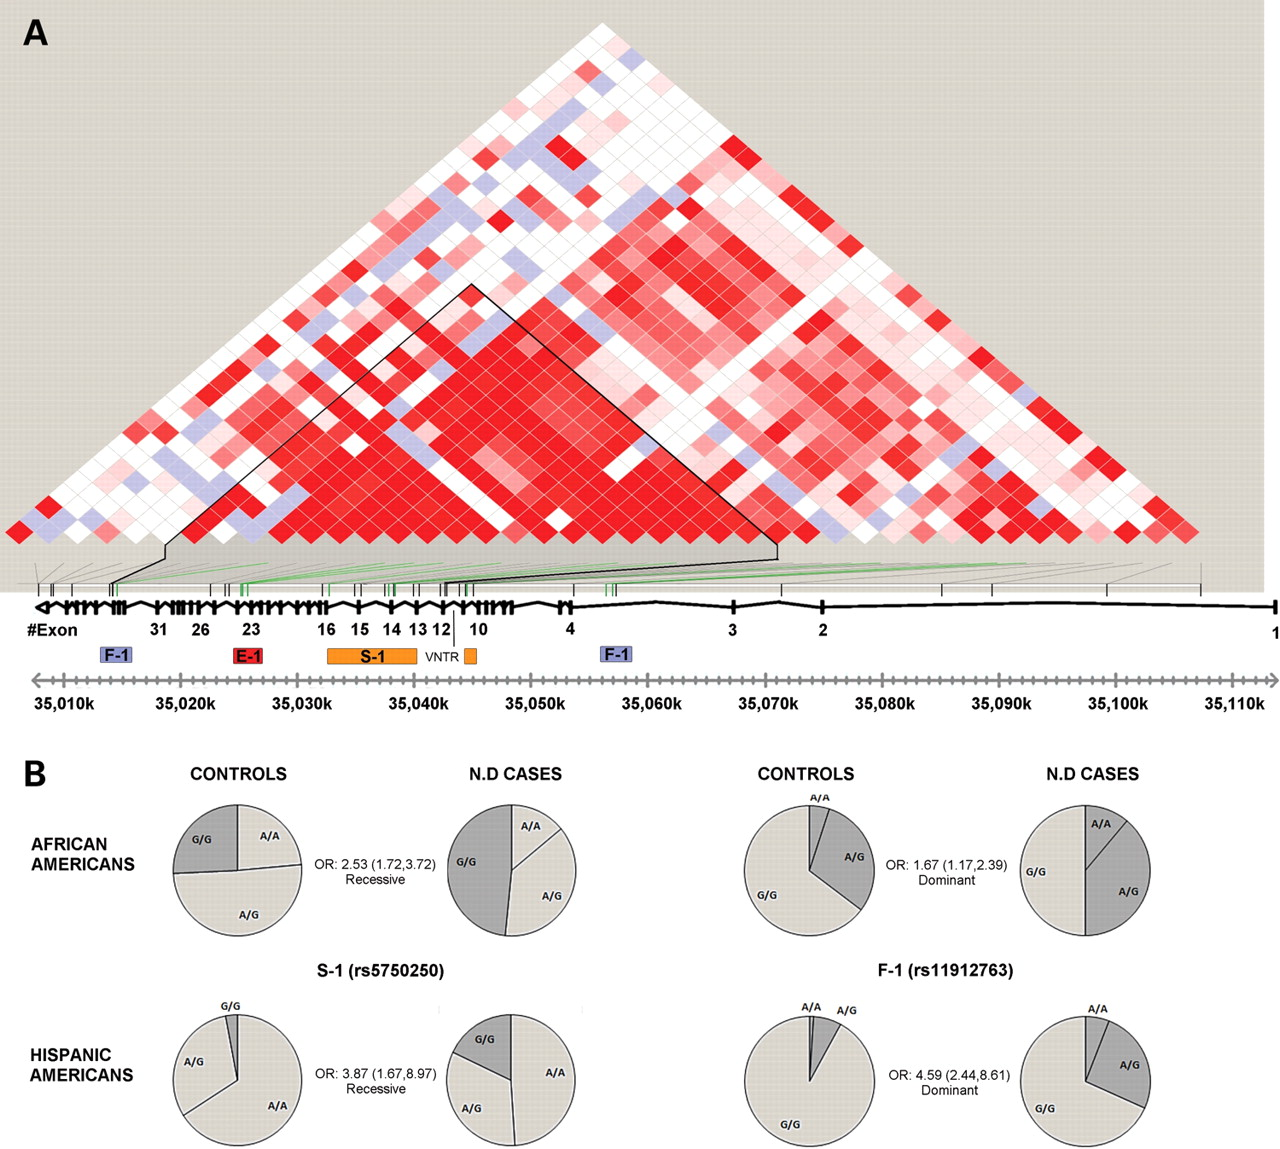 A
#Exon 31 26 23 16 15 14 13 12 10 4 3 2 1
F-1 E-1 S-1 VNTR F-1
35,010k 35,020k 35,030k 35,040k 35,050k 35,060k 35,070k 35,080k 35,090k 35,100k 35,110k
B
CONTROLS N.D CASES CONTROLS N.D CASES
AFRICAN
AMERICANS
G/G A/A A/G
OR: 2.53 (1.72,3.72)
Recessive
A/A G/G A/G
A/A A/G G/G
OR: 1.67 (1.17,2.39)
Dominant
A/A G/G A/G
S-1 (rs5750250) F-1 (rs11912763)
HISPANIC
AMERICANS
G/G A/G A/A
OR: 3.87 (1.67,8.97)
Recessive
G/G A/A A/G
A/A A/G G/G
OR: 4.59 (2.44,8.61)
Dominant
A/A A/G G/G